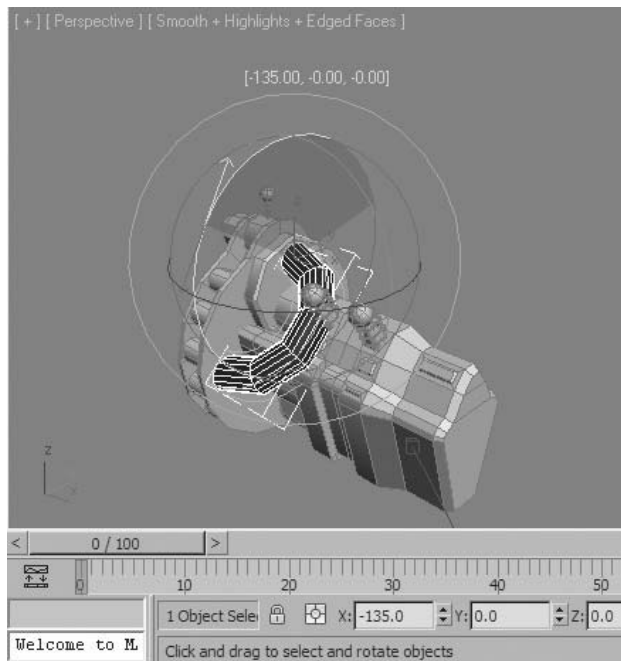 [ + ] [ Perspective ] [ Smooth + Highlights + Edged Faces ]
[-135.00, -0.00, -0.00]
z
x
< 0 / 100 >
0 10 20 30 40 50
1 Object Sele X: -135.0 Y: 0.0 Z: 0.0
Welcome to M
Click and drag to select and rotate objects